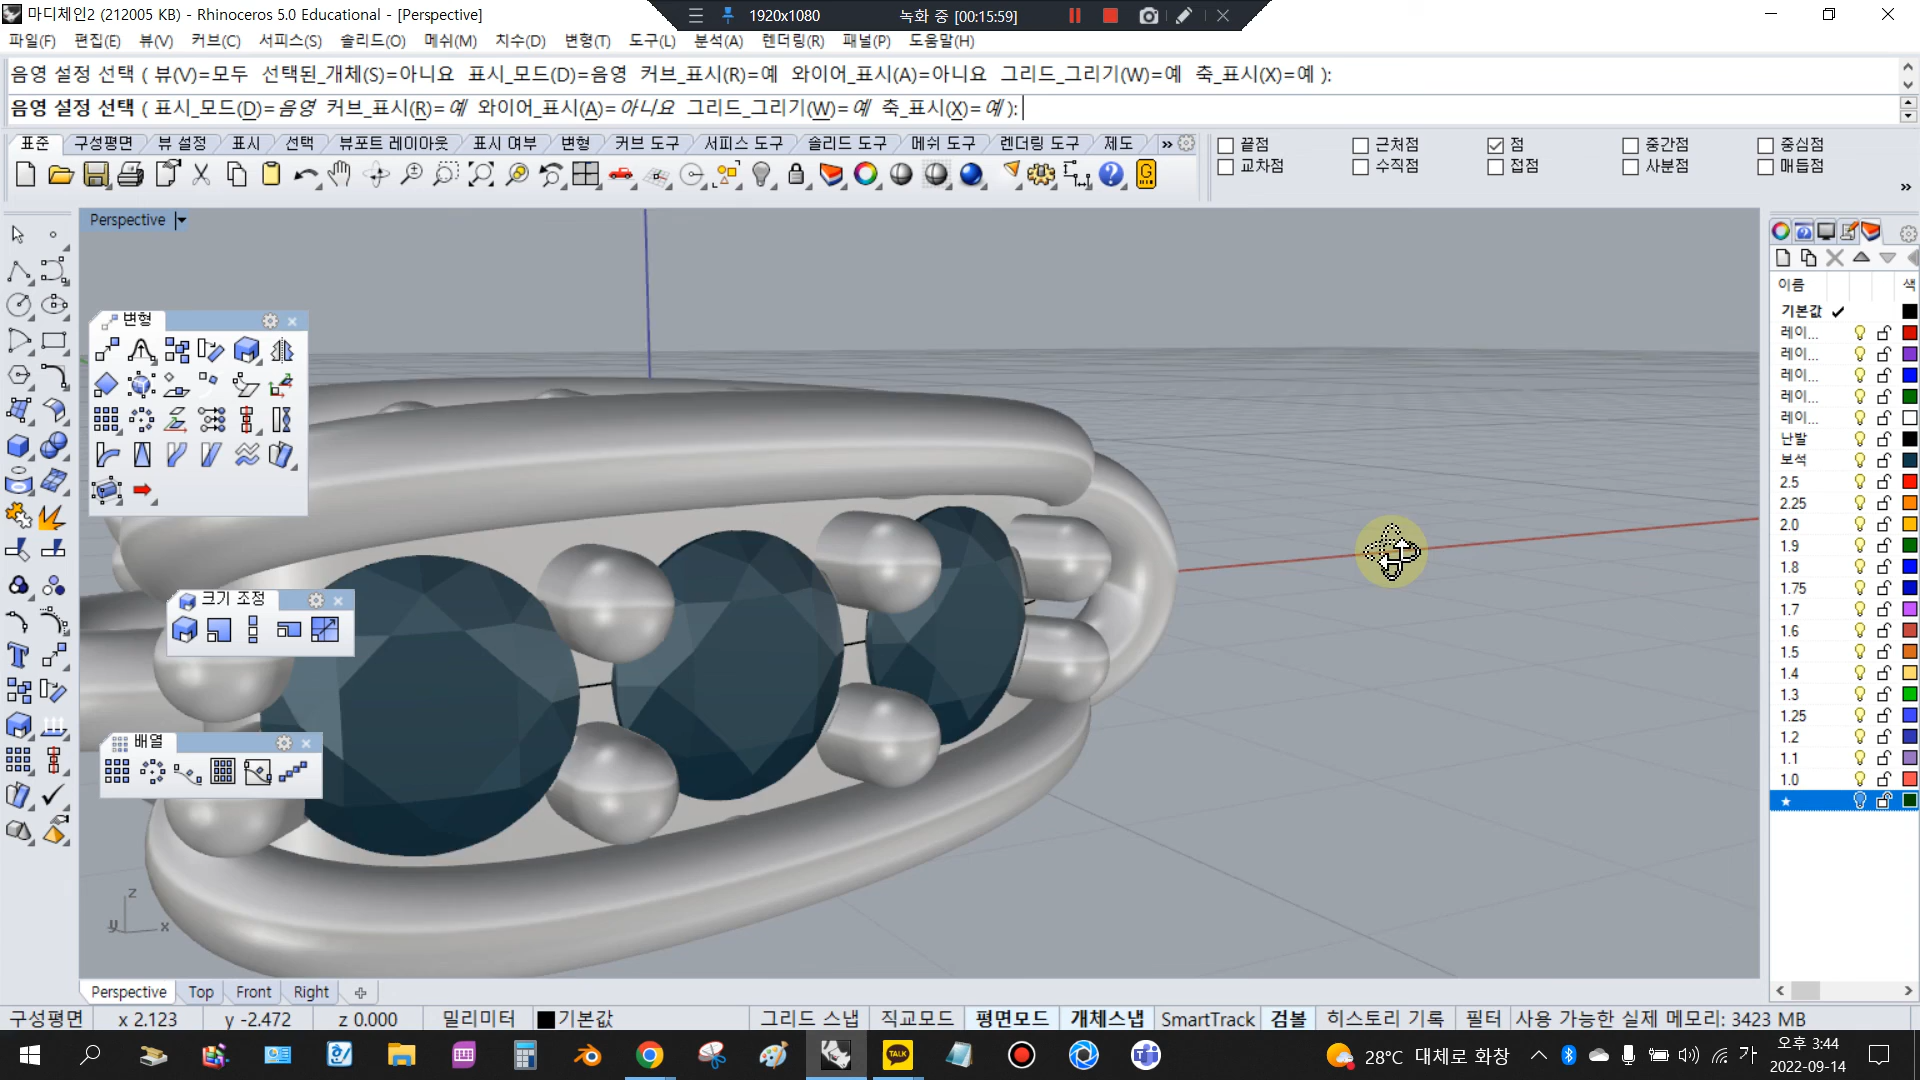 마디체인2 (212005 KB) - Rhinoceros 5.0 Educational - [Perspective]
1920x1080
녹화 중 [00:15:59]
파일(F) 편집(E) 뷰(V) 커브(C) 서피스(S) 솔리드(O) 메쉬(M) 치수(D) 변형(T) 도구(L) 분석(A) 렌더링(R) 패널(P) 도움말(H)
음영 설정 선택 ( 뷰(V)=모두 선택된_개체(S)=아니요 표시_모드(D)=음영 커브_표시(R)=예 와이어_표시(A)=아니요 그리드_그리기(W)=예 축_표시(X)=예 ):
음영 설정 선택 ( 표시_모드(D)=음영 커브_표시(R)=예 와이어_표시(A)=아니요 그리드_그리기(W)=예 축_표시(X)=예 ):
표준 구성평면 뷰 설정 표시 선택 뷰포트 레이아웃 표시 여부 변형 커브 도구 서피스 도구 솔리드 도구 메쉬 도구 렌더링 도구 제도 »
끝점 근처점 점 중간점 중심점
교차점 수직점 접점 사분점 매듭점
»
Perspective
변형
크기 조정
배열
z
y x
이름 색
기본값
레이...
레이...
레이...
레이...
레이...
난발
보석
2.5
2.25
2.0
1.9
1.8
1.75
1.7
1.6
1.5
1.4
1.3
1.25
1.2
1.1
1.0
Perspective Top Front Right
구성평면 x 2.123 y -2.472 z 0.000 밀리미터 기본값 그리드 스냅 직교모드 평면모드 개체스냅 SmartTrack 검볼 히스토리 기록 필터 사용 가능한 실제 메모리: 3423 MB
TALK
28°C 대체로 화창
가
오후 3:44
2022-09-14